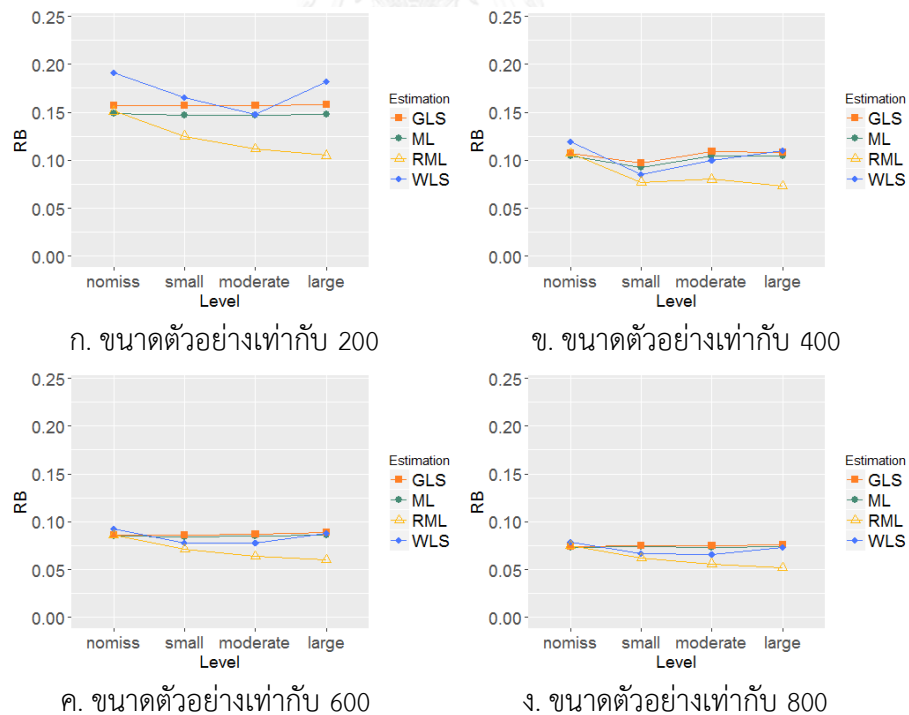 0.25
0.20
0.15
0.10
0.05
0.00
RB
nomiss small moderate large
Level
Estimation
GLS
ML
RML
WLS
ก. ขนาดตัวอย่างเท่ากับ 200
0.25
0.20
0.15
0.10
0.05
0.00
RB
nomiss small moderate large
Level
Estimation
GLS
ML
RML
WLS
ข. ขนาดตัวอย่างเท่ากับ 400
0.25
0.20
0.15
0.10
0.05
0.00
RB
nomiss small moderate large
Level
Estimation
GLS
ML
RML
WLS
ค. ขนาดตัวอย่างเท่ากับ 600
0.25
0.20
0.15
0.10
0.05
0.00
RB
nomiss small moderate large
Level
Estimation
GLS
ML
RML
WLS
ง. ขนาดตัวอย่างเท่ากับ 800